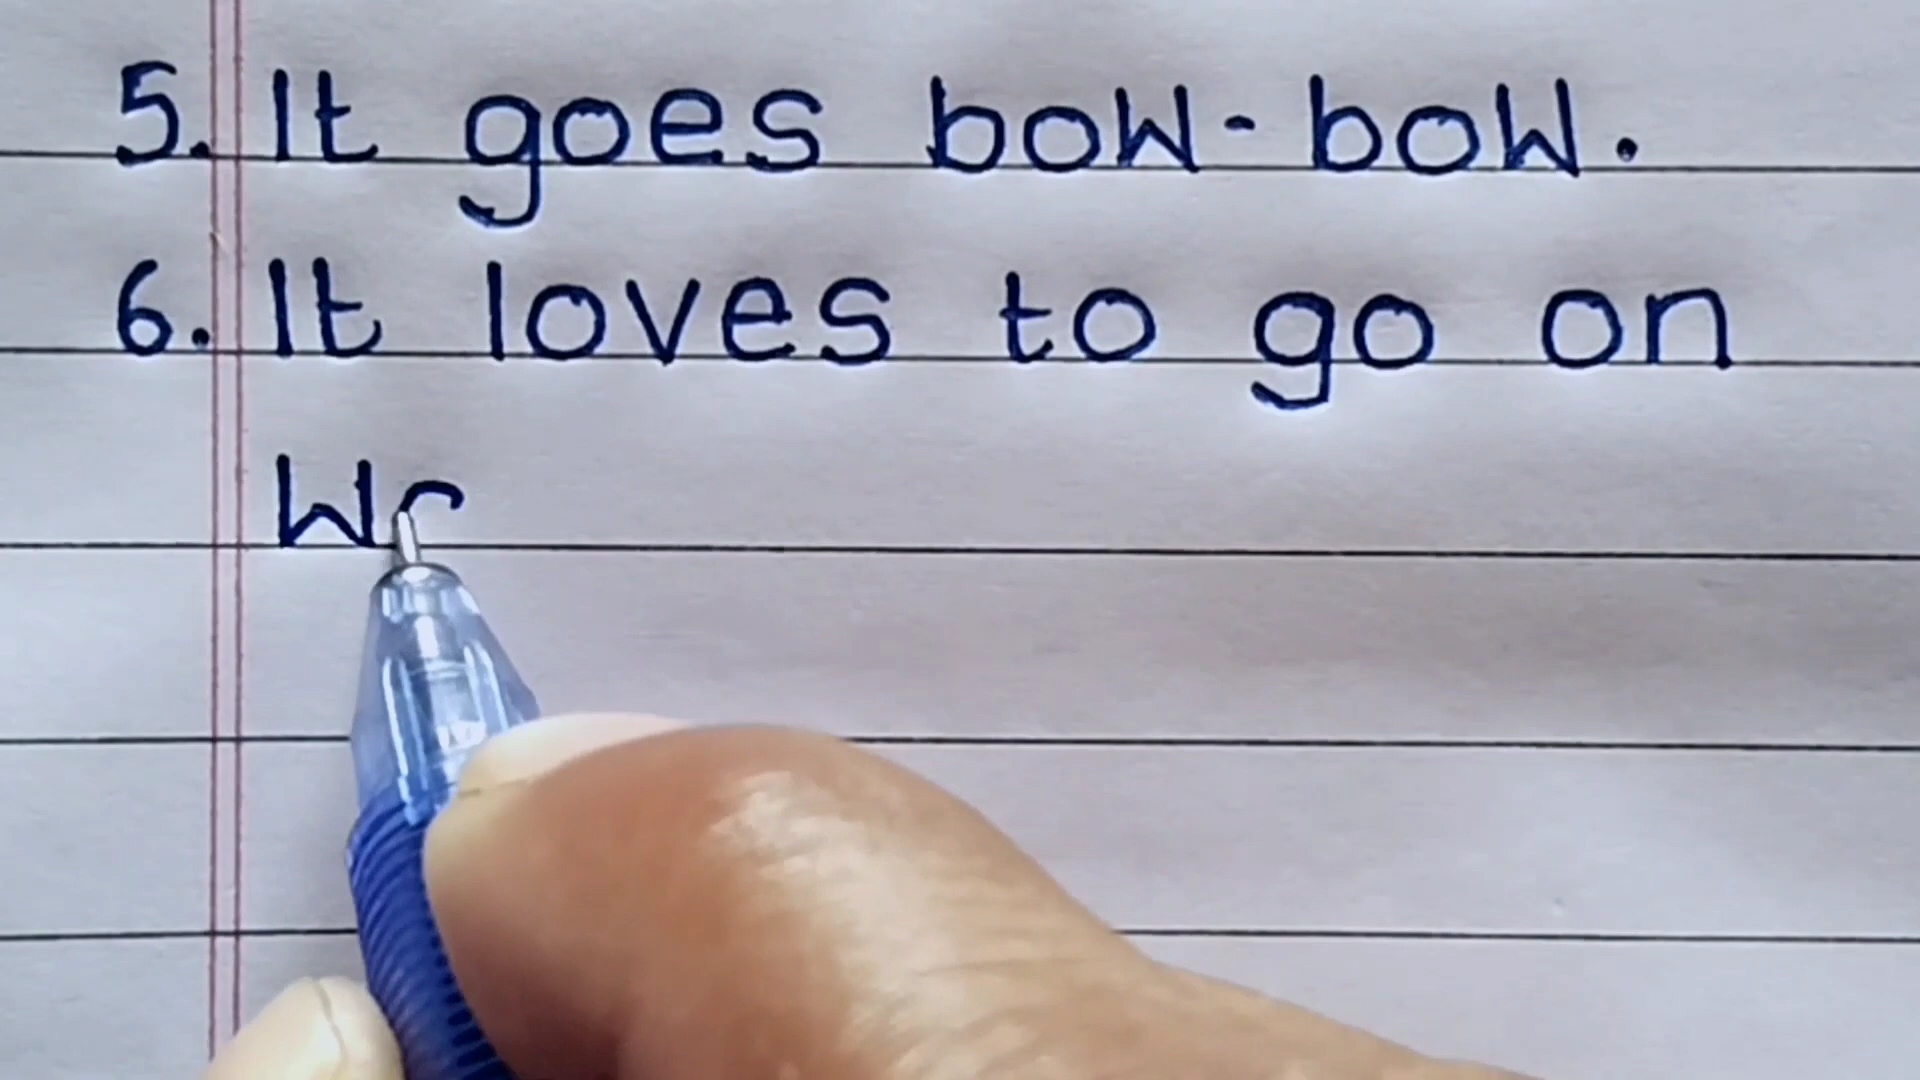 5. It goes bow-bow.
6. It loves to go on